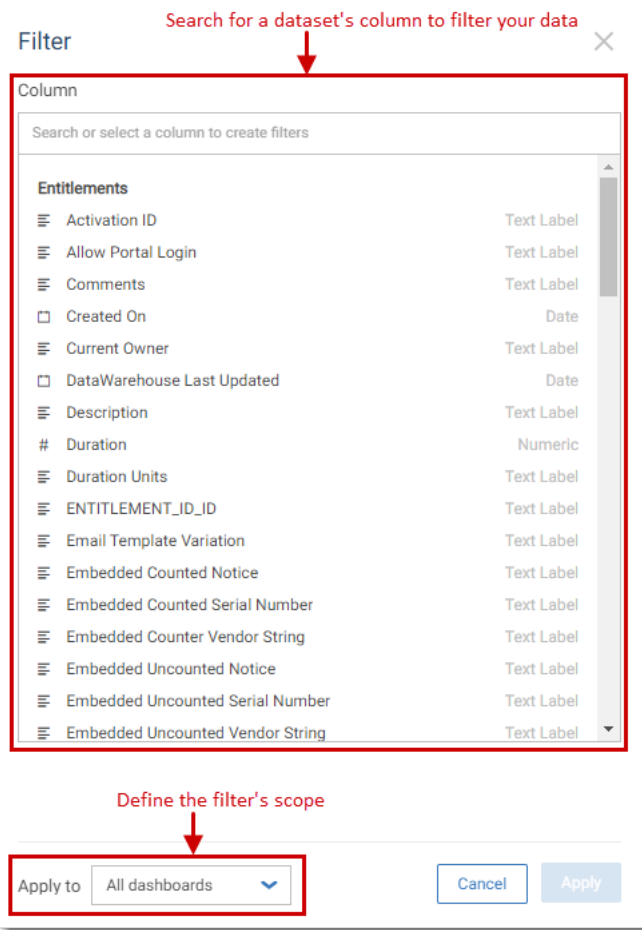 Search for a dataset's column to filter your data
Filter
Column
Search or select a column to create filters
Entitlements
Activation ID Text Label
Allow Portal Login Text Label
Comments Text Label
Created On Date
Current Owner Text Label
DataWarehouse Last Updated Date
Description Text Label
# Duration Numeric
Duration Units Text Label
ENTITLEMENT_ID_ID Text Label
Email Template Variation Text Label
Embedded Counted Notice Text Label
Embedded Counted Serial Number Text Label
Embedded Counter Vendor String Text Label
Embedded Uncounted Notice Text Label
Embedded Uncounted Serial Number Text Label
Embedded Uncounted Vendor String Text Label
Define the filter's scope
Apply to All dashboards Cancel Apply